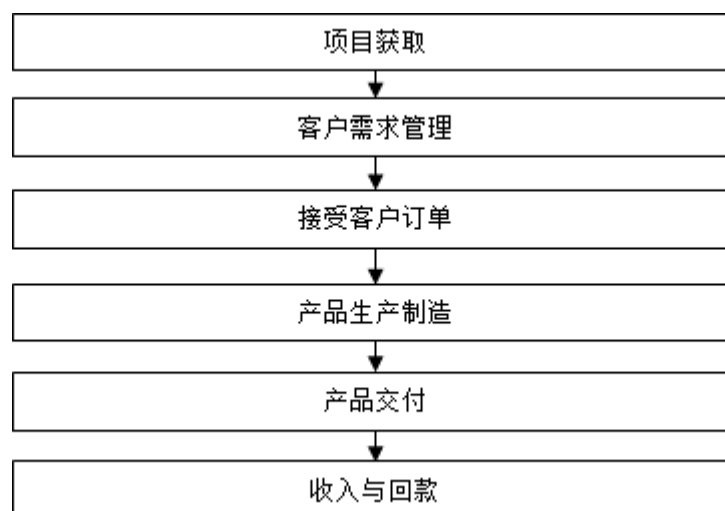 项目获取
客户需求管理
接受客户订单
产品生产制造
产品交付
收入与回款